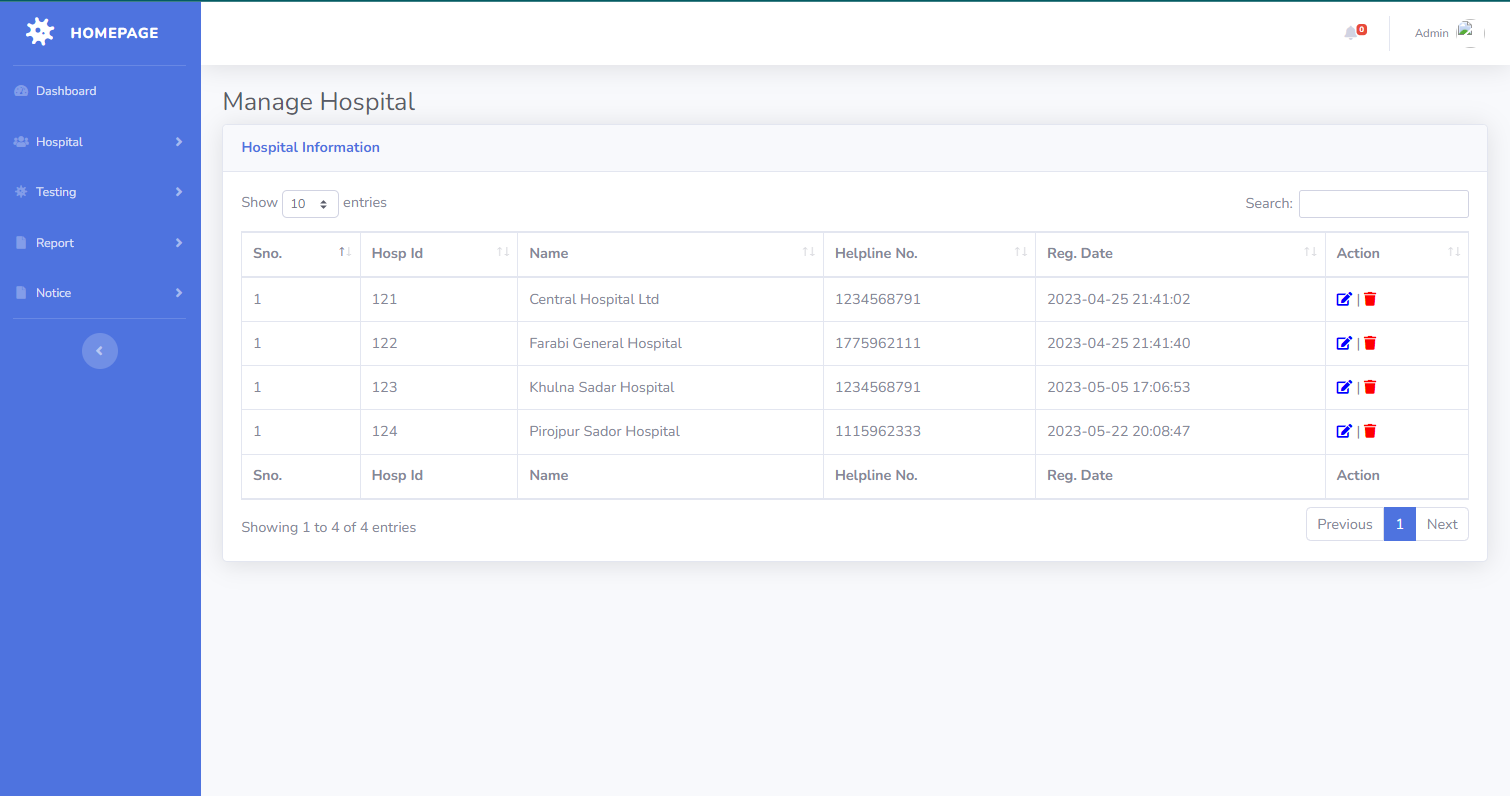 HOMEPAGE
0
Admin
Dashboard
Hospital
Testing
Report
Notice
Manage Hospital
Hospital Information
Show 10 entries
Search:
Sno. Hosp Id Name Helpline No. Reg. Date Action
1 121 Central Hospital Ltd 1234568791 2023-04-25 21:41:02 |
1 122 Farabi General Hospital 1775962111 2023-04-25 21:41:40 |
1 123 Khulna Sadar Hospital 1234568791 2023-05-05 17:06:53 |
1 124 Pirojpur Sador Hospital 1115962333 2023-05-22 20:08:47 |
Sno. Hosp Id Name Helpline No. Reg. Date Action
Showing 1 to 4 of 4 entries
Previous 1 Next